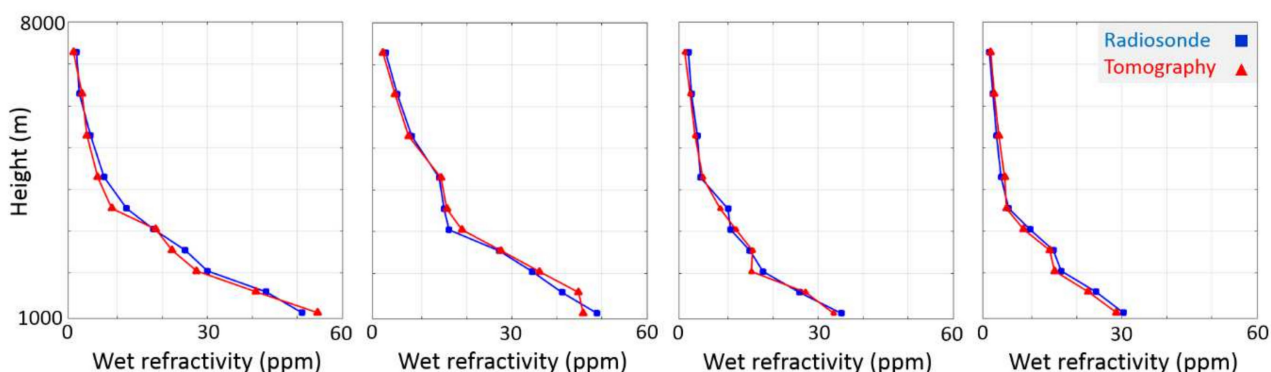 8000
Radiosonde
Tomography
Height (m)
1000
0 30 60 0 30 60 0 30 60 0 30 60
Wet refractivity (ppm) Wet refractivity (ppm) Wet refractivity (ppm) Wet refractivity (ppm)